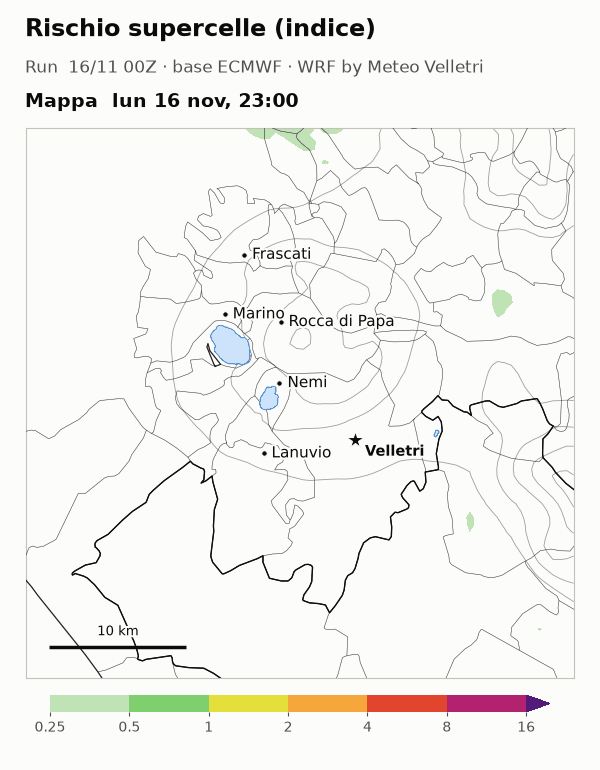 Rischio supercelle (indice)
Run  16/11 00Z · base ECMWF · WRF by Meteo Velletri
Mappa  lun 16 nov, 23:00
Frascati
Marino
Rocca di Papa
Nemi
Velletri
Lanuvio
10 km
0.25 0.5 1 2 4 8 16